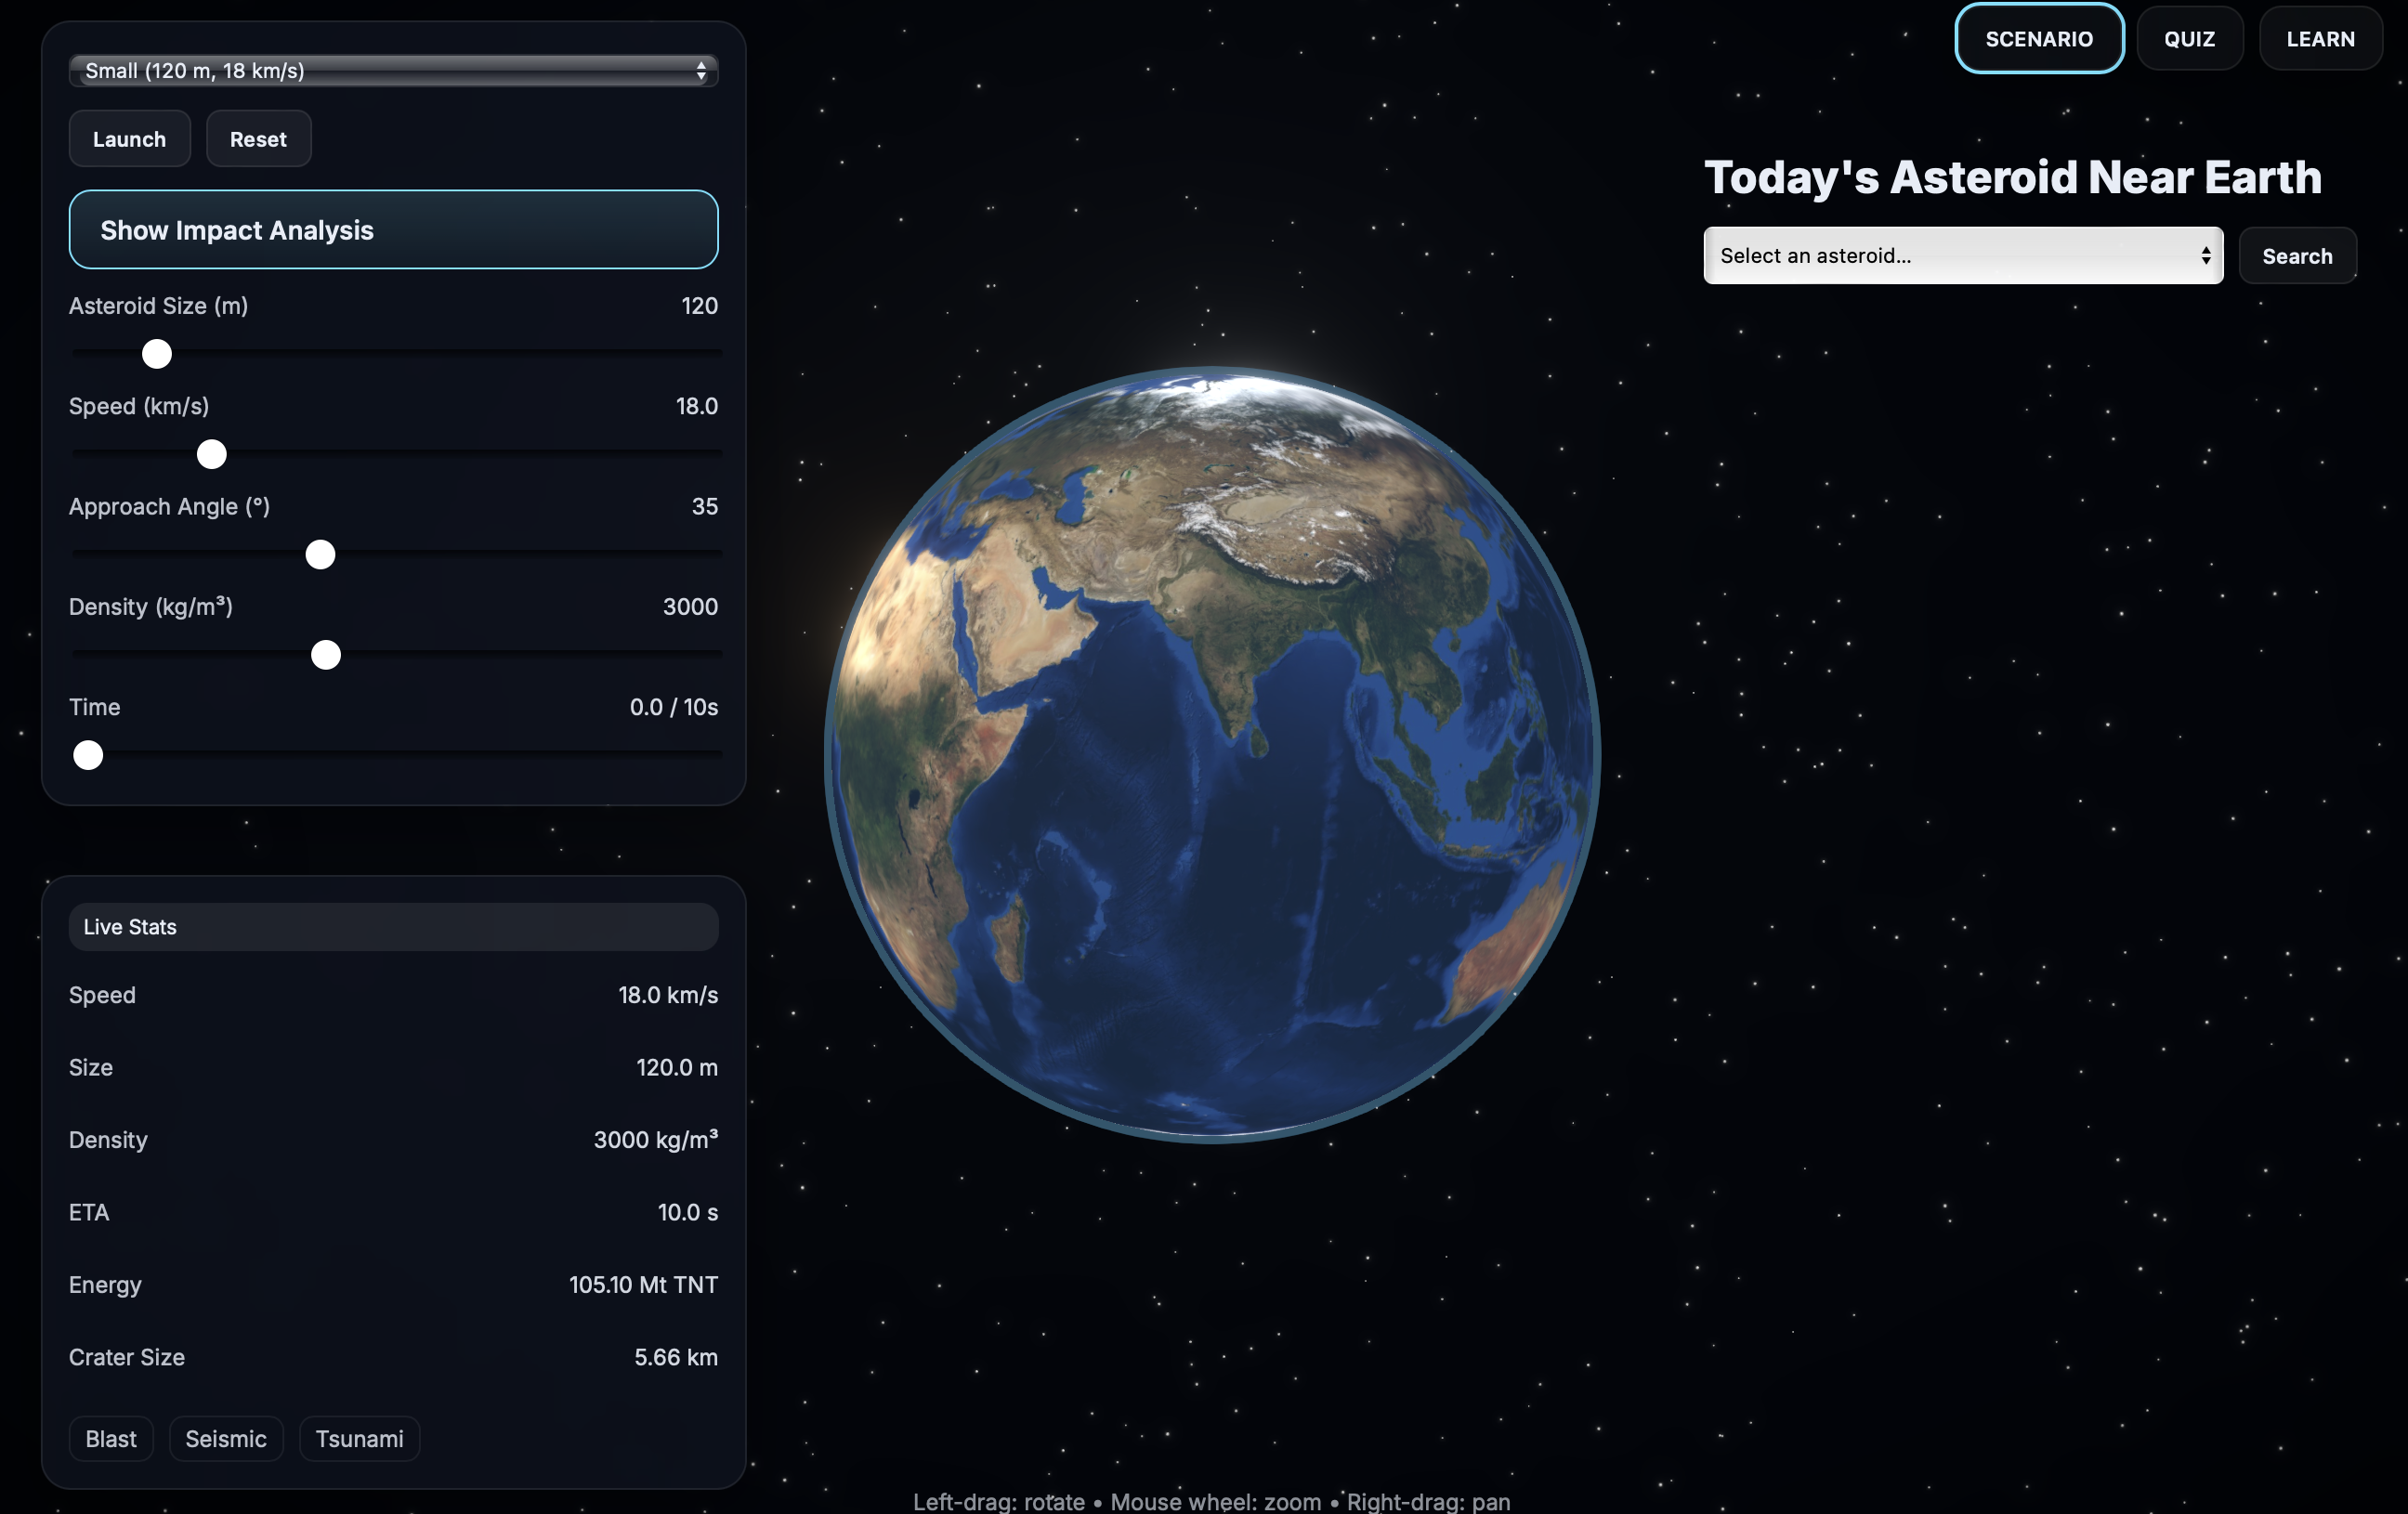 Small (120 m, 18 km/s)
Launch Reset
Show Impact Analysis
Asteroid Size (m) 120
Speed (km/s) 18.0
Approach Angle (°) 35
Density (kg/m³) 3000
Time 0.0 / 10s
Live Stats
Speed 18.0 km/s
Size 120.0 m
Density 3000 kg/m³
ETA 10.0 s
Energy 105.10 Mt TNT
Crater Size 5.66 km
Blast Seismic Tsunami
SCENARIO QUIZ LEARN
Today's Asteroid Near Earth
Select an asteroid... Search
Left-drag: rotate • Mouse wheel: zoom • Right-drag: pan